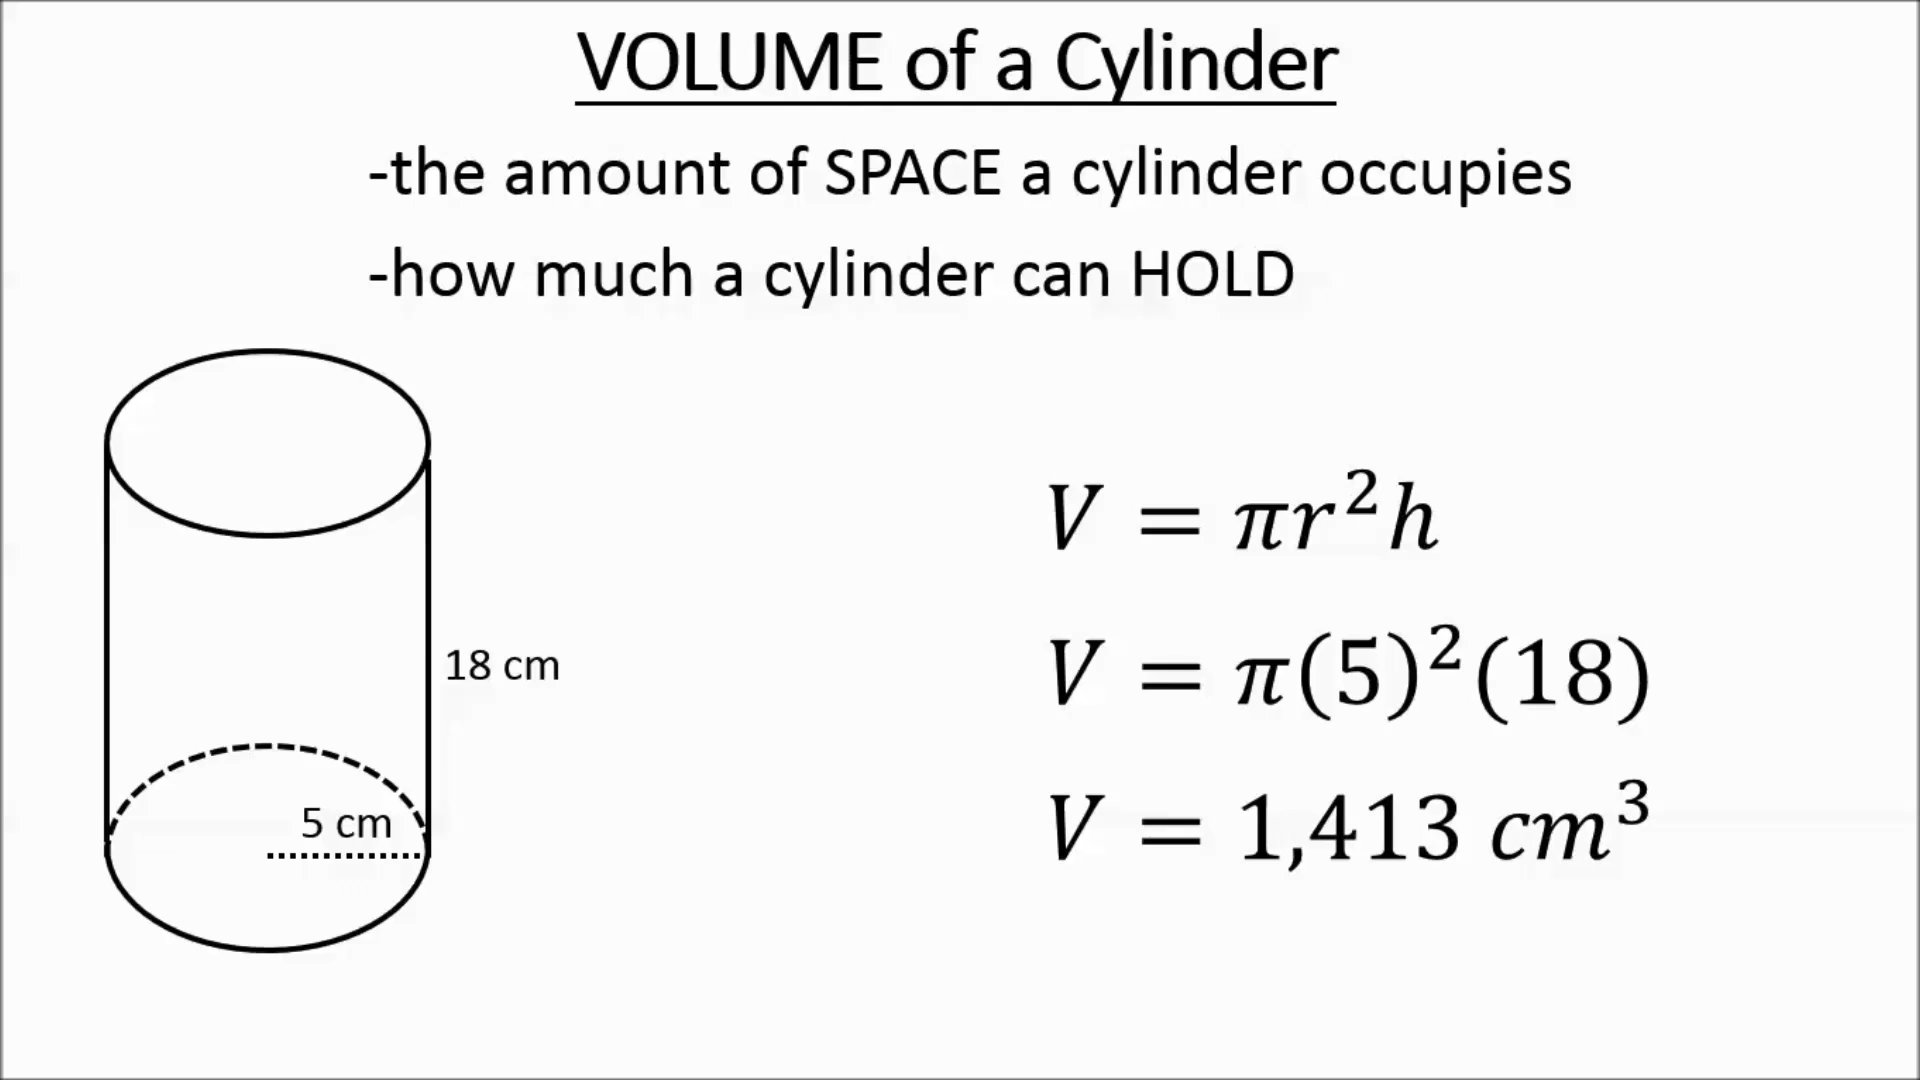 VOLUME of a Cylinder
-the amount of SPACE a cylinder occupies
-how much a cylinder can HOLD
V = πr²h
18 cm
V = π(5)²(18)
5 cm
V = 1,413 cm³